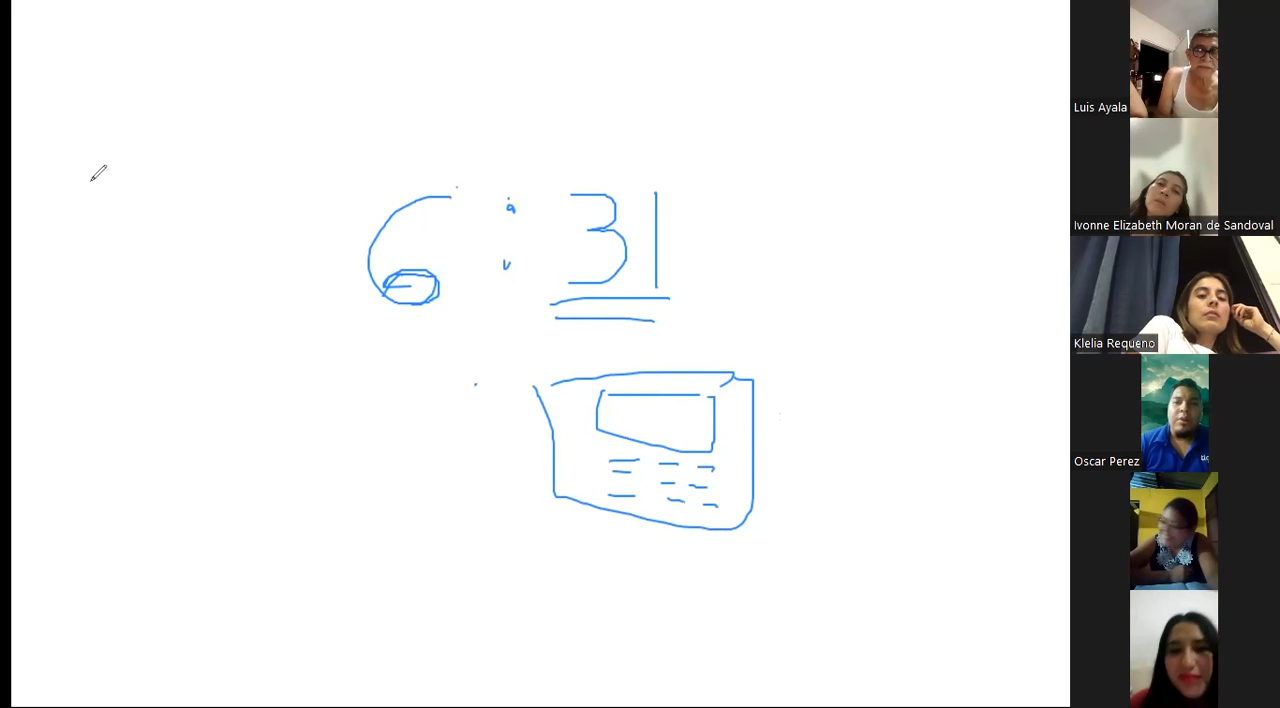 6 : 31
Luis Ayala
Ivonne Elizabeth Moran de Sandoval
Klelia Requeno
Oscar Perez